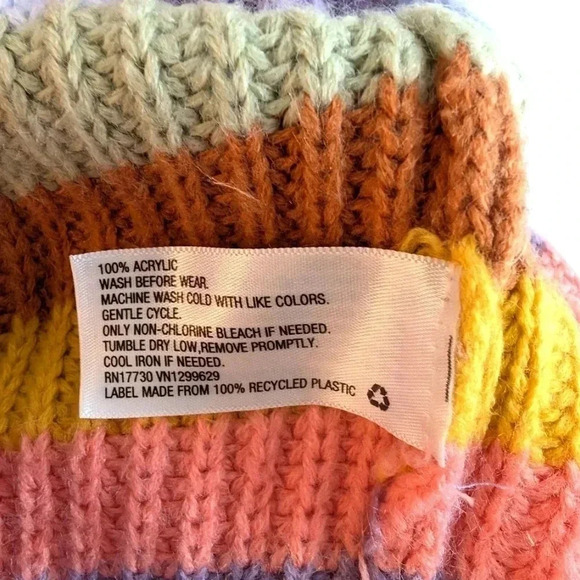 100% ACRYLIC
WASH BEFORE WEAR.
MACHINE WASH COLD WITH LIKE COLORS.
GENTLE CYCLE.
ONLY NON-CHLORINE BLEACH IF NEEDED.
TUMBLE DRY LOW,REMOVE PROMPTLY.
COOL IRON IF NEEDED.
RN17730 VN1299629
LABEL MADE FROM 100% RECYCLED PLASTIC